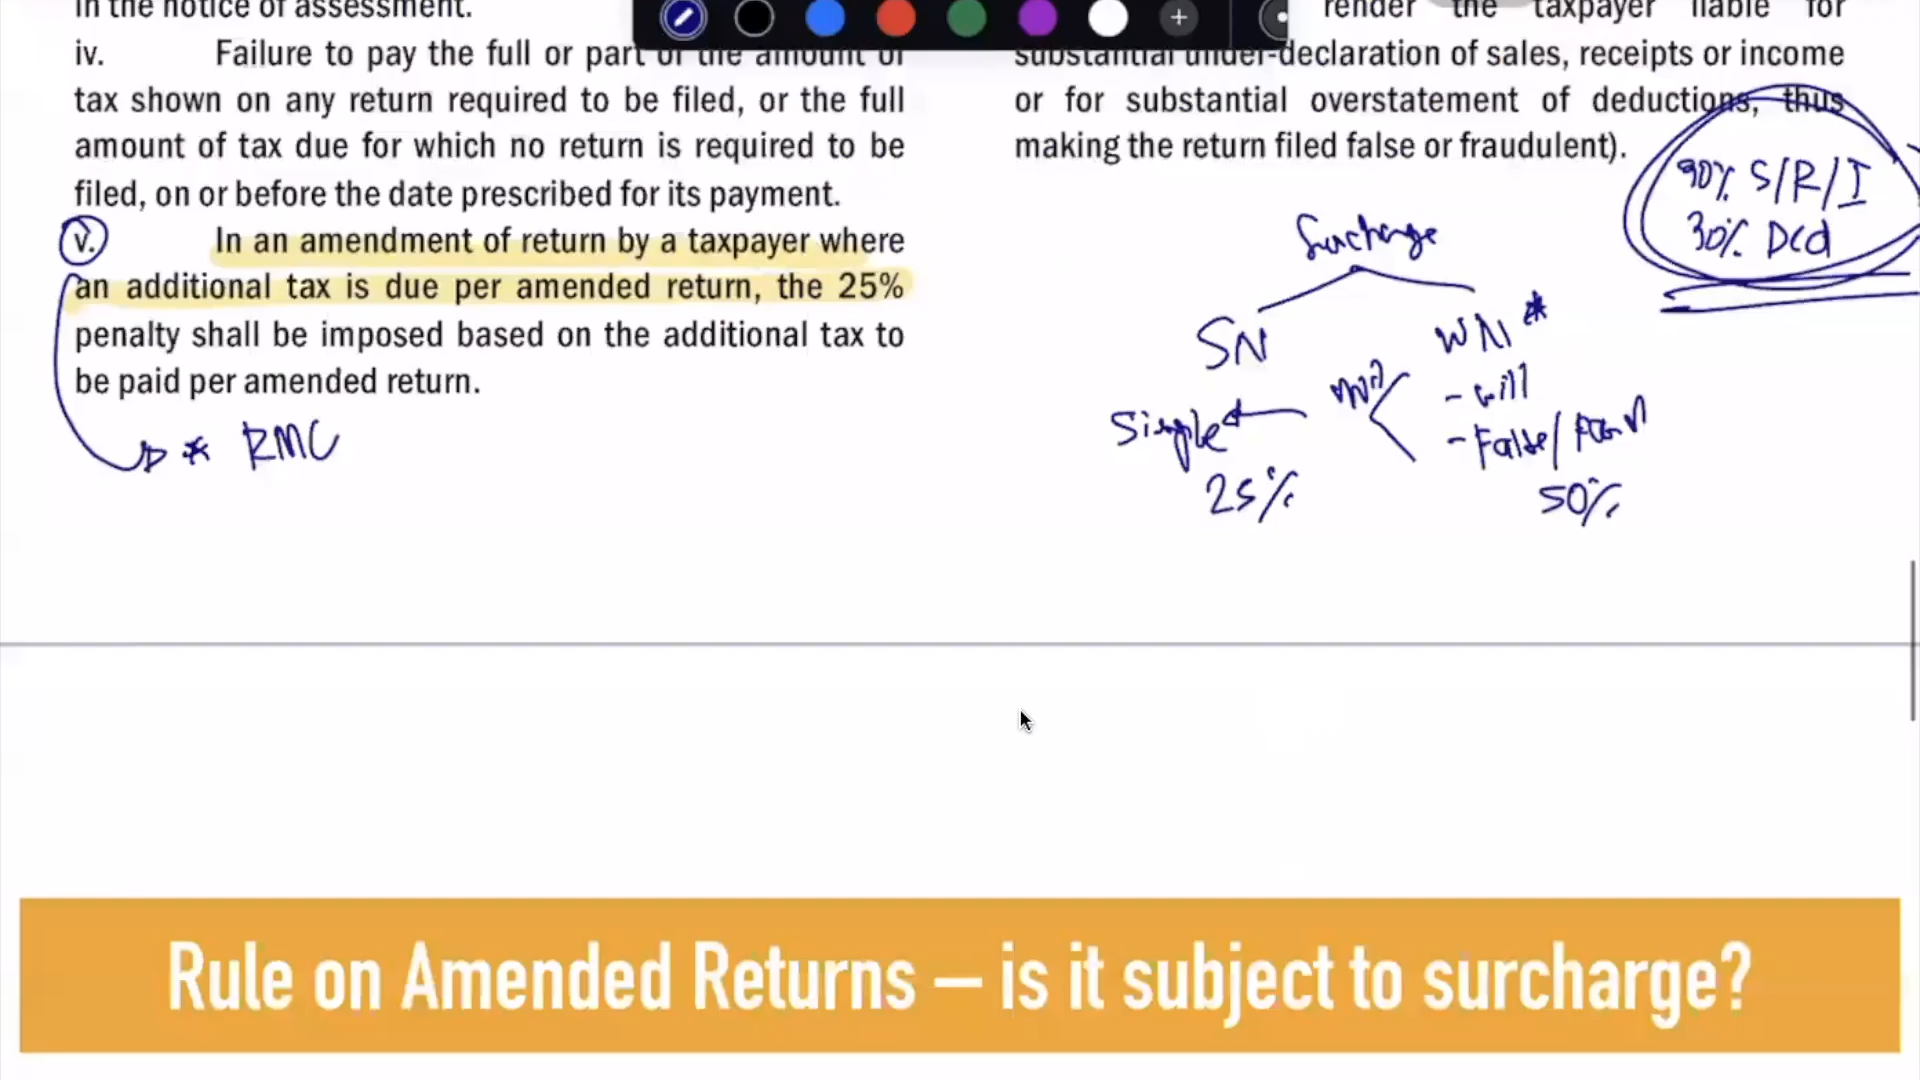 in the notice of assessment.
iv. Failure to pay the full or part of the amount of
tax shown on any return required to be filed, or the full
amount of tax due for which no return is required to be
filed, on or before the date prescribed for its payment.
v. In an amendment of return by a taxpayer where
an additional tax is due per amended return, the 25%
penalty shall be imposed based on the additional tax to
be paid per amended return.
* RMC
render the taxpayer liable for
substantial under-declaration of sales, receipts or income
or for substantial overstatement of deductions, thus
making the return filed false or fraudulent).
S/R/I
30% Ded
Surcharge
SN
WN *
Simple
- will
- False/
25%
50%
Rule on Amended Returns – is it subject to surcharge?